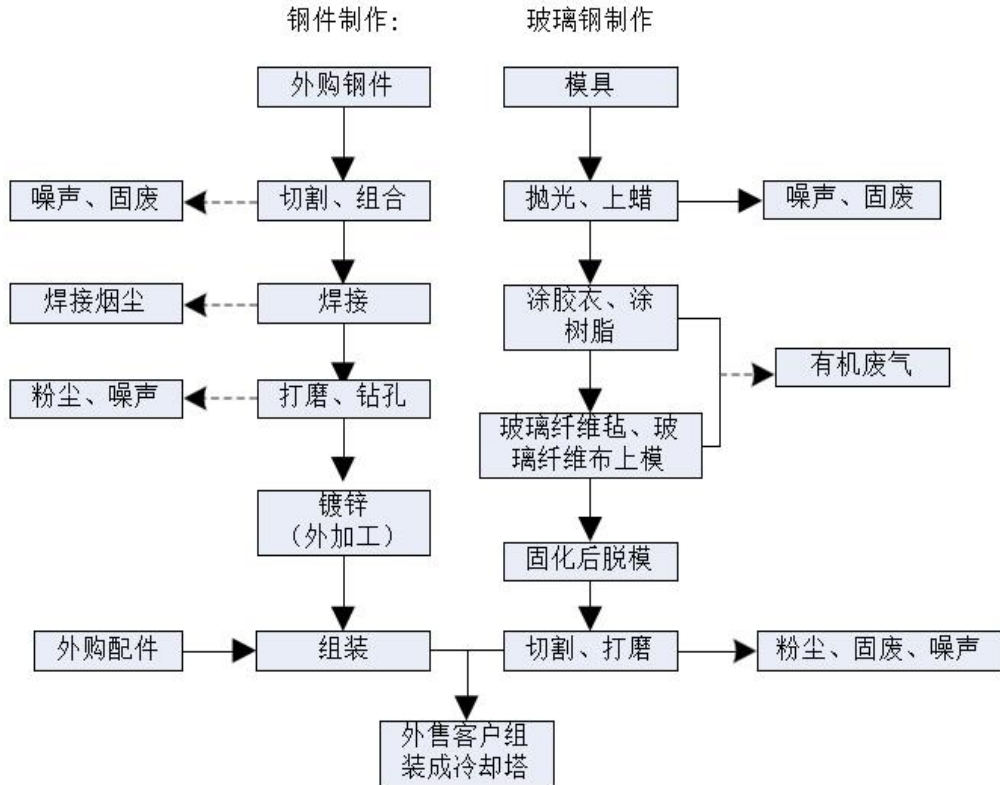 钢件制作：
玻璃钢制作
外购钢件
模具
噪声、固废
切割、组合
抛光、上蜡
噪声、固废
焊接烟尘
焊接
涂胶衣、涂
树脂
有机废气
粉尘、噪声
打磨、钻孔
玻璃纤维毡、玻
璃纤维布上模
镀锌
（外加工）
固化后脱模
外购配件
组装
切割、打磨
粉尘、固废、噪声
外售客户组
装成冷却塔